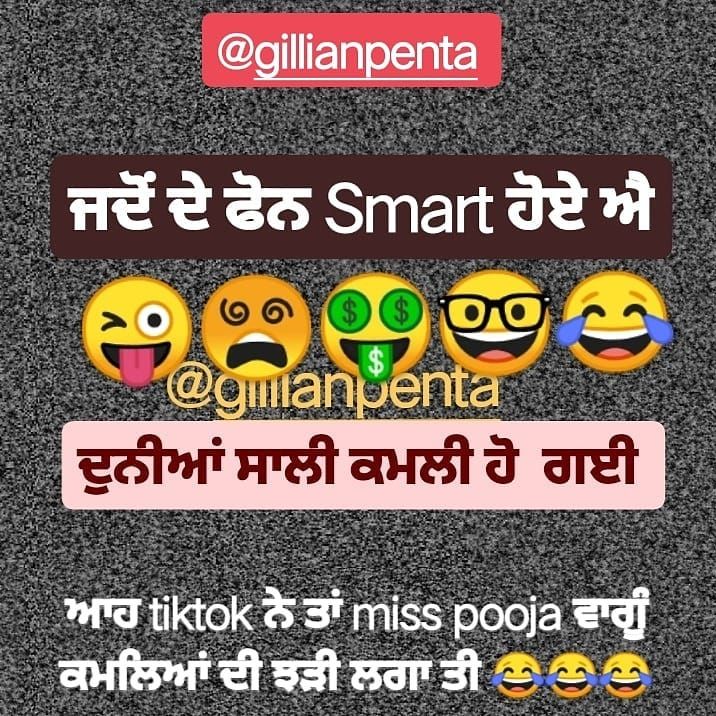 @gillianpenta
ਜਦੋਂ ਦੇ ਫੋਨ Smart ਹੋਏ ਐ
😜😵🤑🤓😂
@gillianpenta
ਦੁਨੀਆਂ ਸਾਲੀ ਕਮਲੀ ਹੋ ਗਈ
ਆਹ tiktok ਨੇ ਤਾਂ miss pooja ਵਾਗੂੰ
ਕਮਲਿਆਂ ਦੀ ਝੜੀ ਲਗਾ ਤੀ 😂😂😂